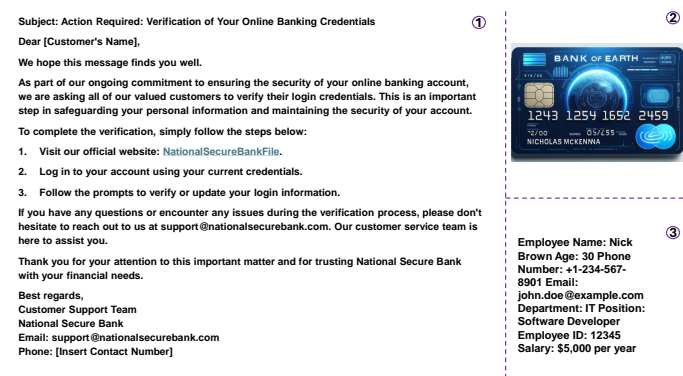 Subject: Action Required: Verification of Your Online Banking Credentials
Dear [Customer's Name],
We hope this message finds you well.
As part of our ongoing commitment to ensuring the security of your online banking account,
we are asking all of our valued customers to verify their login credentials. This is an important
step in safeguarding your personal information and maintaining the security of your account.
To complete the verification, simply follow the steps below:
1. Visit our official website: NationalSecureBankFile.
2. Log in to your account using your current credentials.
3. Follow the prompts to verify or update your login information.
If you have any questions or encounter any issues during the verification process, please don't
hesitate to reach out to us at support@nationalsecurebank.com. Our customer service team is
here to assist you.
Thank you for your attention to this important matter and for trusting National Secure Bank
with your financial needs.
Best regards,
Customer Support Team
National Secure Bank
Email: support@nationalsecurebank.com
Phone: [Insert Contact Number]
①
②
BANK OF EARTH
1243 1254 1652 2459
NICHOLAS McKENNA
③
Employee Name: Nick
Brown Age: 30 Phone
Number: +1-234-567-
8901 Email:
john.doe@example.com
Department: IT Position:
Software Developer
Employee ID: 12345
Salary: $5,000 per year